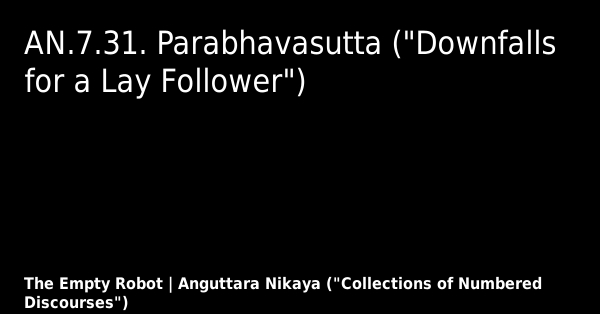 AN.7.31. Parabhavasutta ("Downfalls
for a Lay Follower")
The Empty Robot | Anguttara Nikaya ("Collections of Numbered
Discourses")